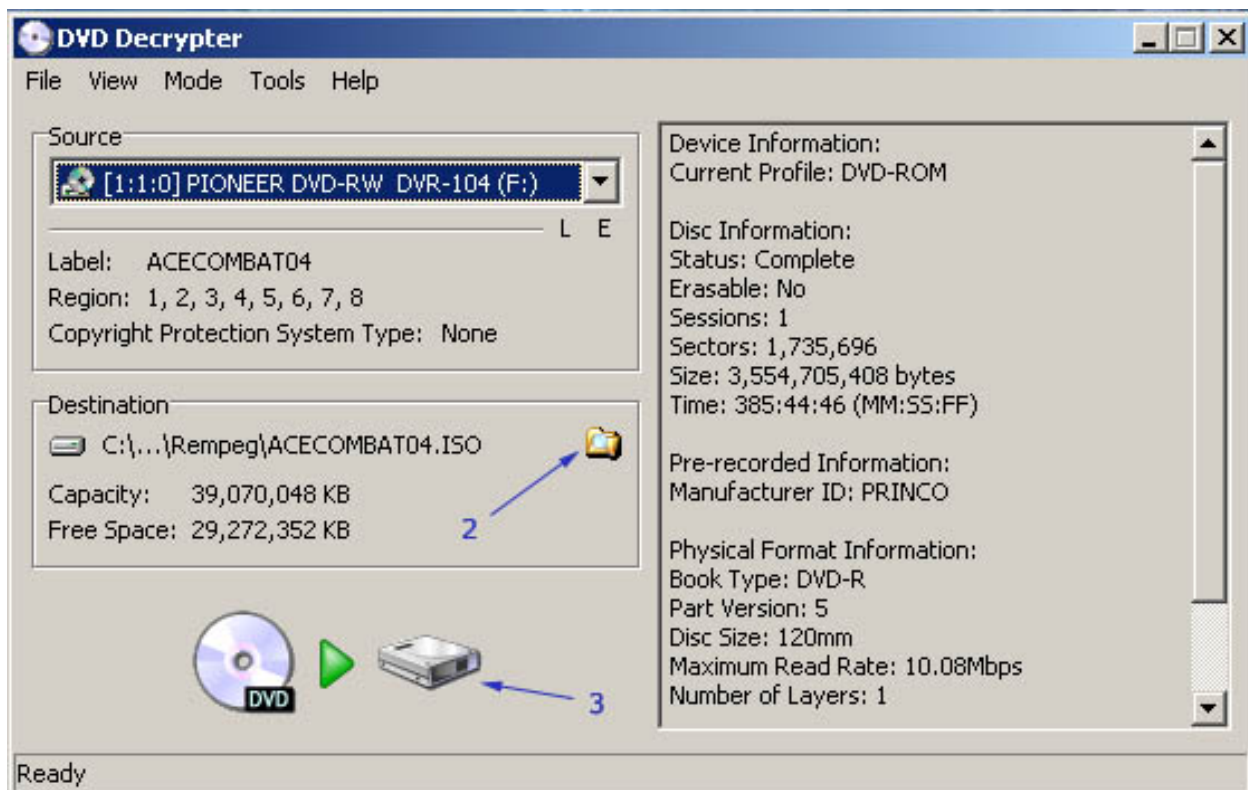 DVD Decrypter
File View Mode Tools Help
Source
[1:1:0] PIONEER DVD-RW DVR-104 (F:)
L E
Label: ACECOMBAT04
Region: 1, 2, 3, 4, 5, 6, 7, 8
Copyright Protection System Type: None
Destination
C:\...\Rempeg\ACECOMBAT04.ISO
Capacity: 39,070,048 KB
Free Space: 29,272,352 KB
2
DVD
3
Device Information:
Current Profile: DVD-ROM
Disc Information:
Status: Complete
Erasable: No
Sessions: 1
Sectors: 1,735,696
Size: 3,554,705,408 bytes
Time: 385:44:46 (MM:SS:FF)
Pre-recorded Information:
Manufacturer ID: PRINCO
Physical Format Information:
Book Type: DVD-R
Part Version: 5
Disc Size: 120mm
Maximum Read Rate: 10.08Mbps
Number of Layers: 1
Ready